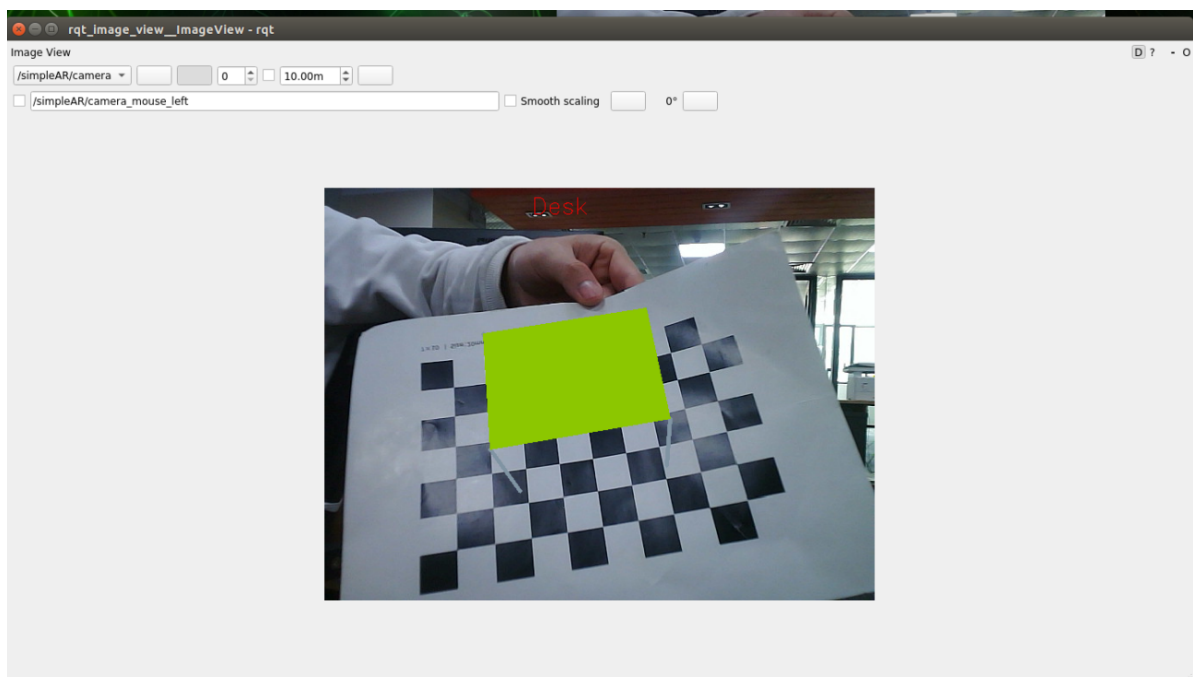 rqt_image_view__ImageView - rqt
Image View
D ? - O
/simpleAR/camera 0 10.00m
/simpleAR/camera_mouse_left Smooth scaling 0°
Desk